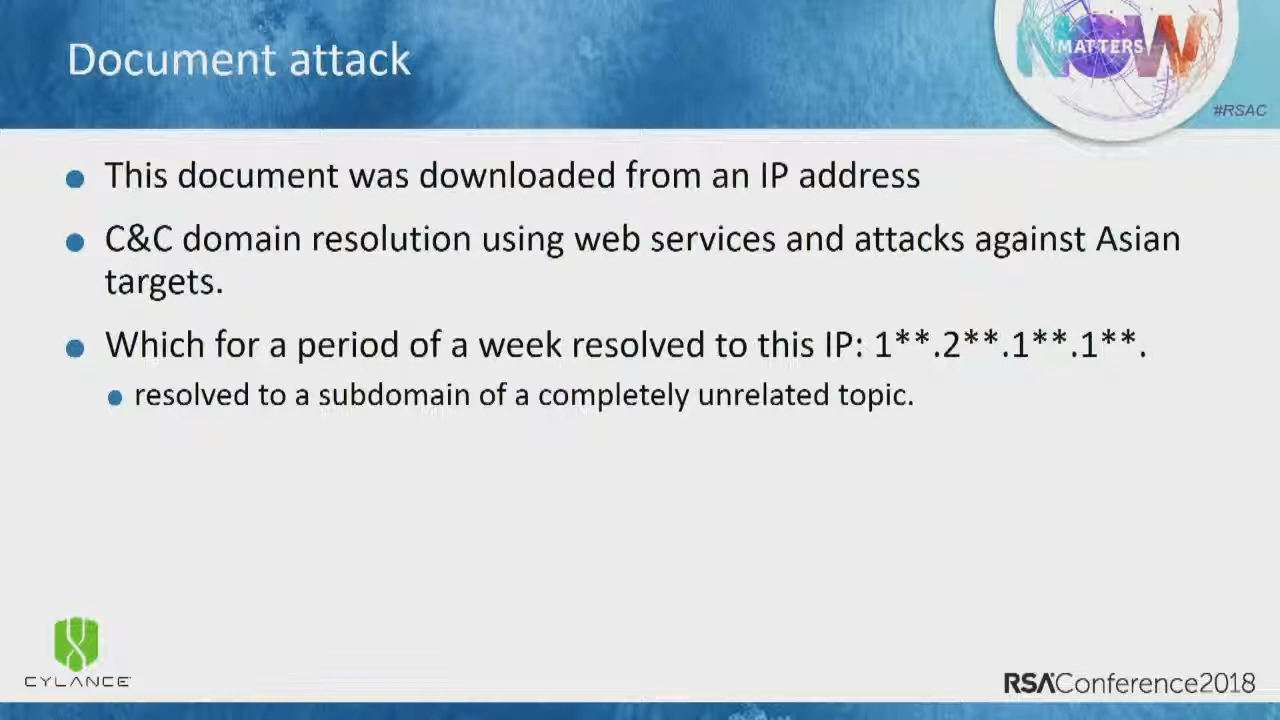 Document attack
NOW
MATTERS
#RSAC
This document was downloaded from an IP address
C&C domain resolution using web services and attacks against Asian
targets.
Which for a period of a week resolved to this IP: 1**.2**.1**.1**.
resolved to a subdomain of a completely unrelated topic.
CYLANCE
RSAConference2018